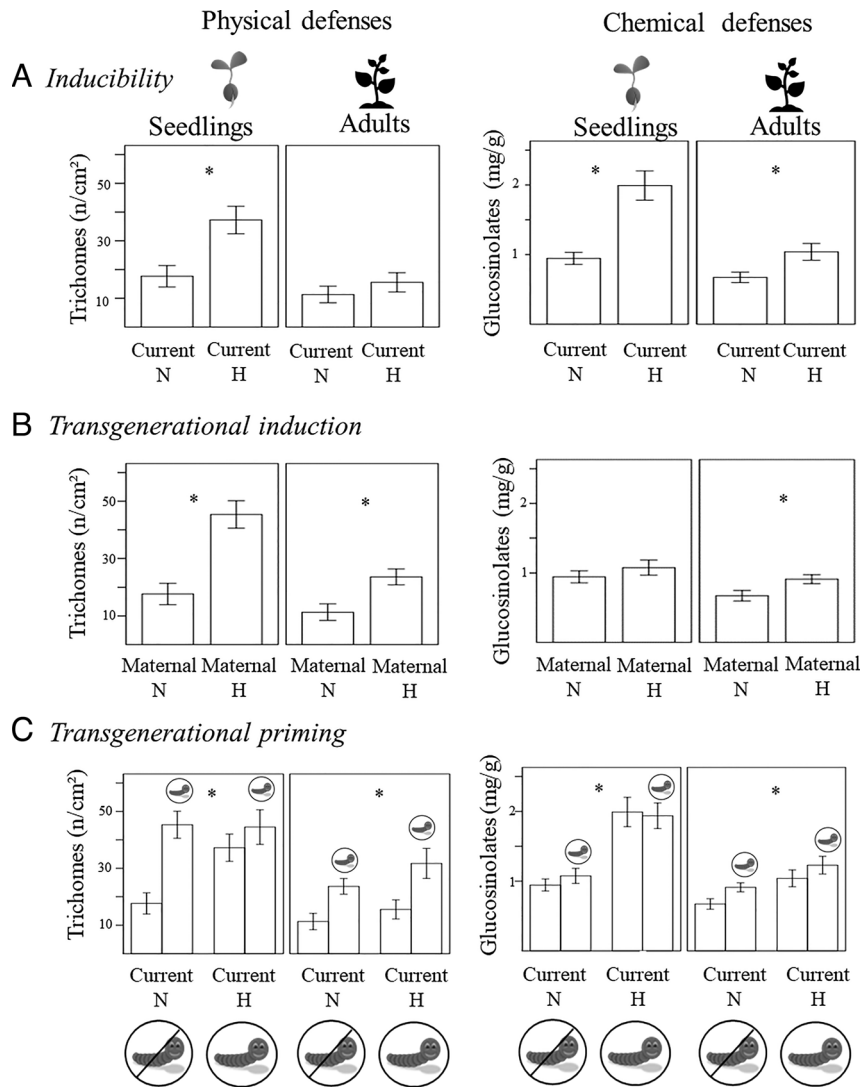 Physical defenses Chemical defenses
A Inducibility
Seedlings Adults Seedlings Adults
Trichomes (n/cm²)
50
30
10
*
Glucosinolates (mg/g)
2
1
* *
Current Current Current Current Current Current Current Current
N H N H N H N H
B Transgenerational induction
Trichomes (n/cm²)
50
30
10
* *
Glucosinolates (mg/g)
2
1
*
Maternal Maternal Maternal Maternal Maternal Maternal Maternal Maternal
N H N H N H N H
C Transgenerational priming
Trichomes (n/cm²)
50
30
10
* *
Glucosinolates (mg/g)
2
1
* *
Current Current Current Current Current Current Current Current
N H N H N H N H